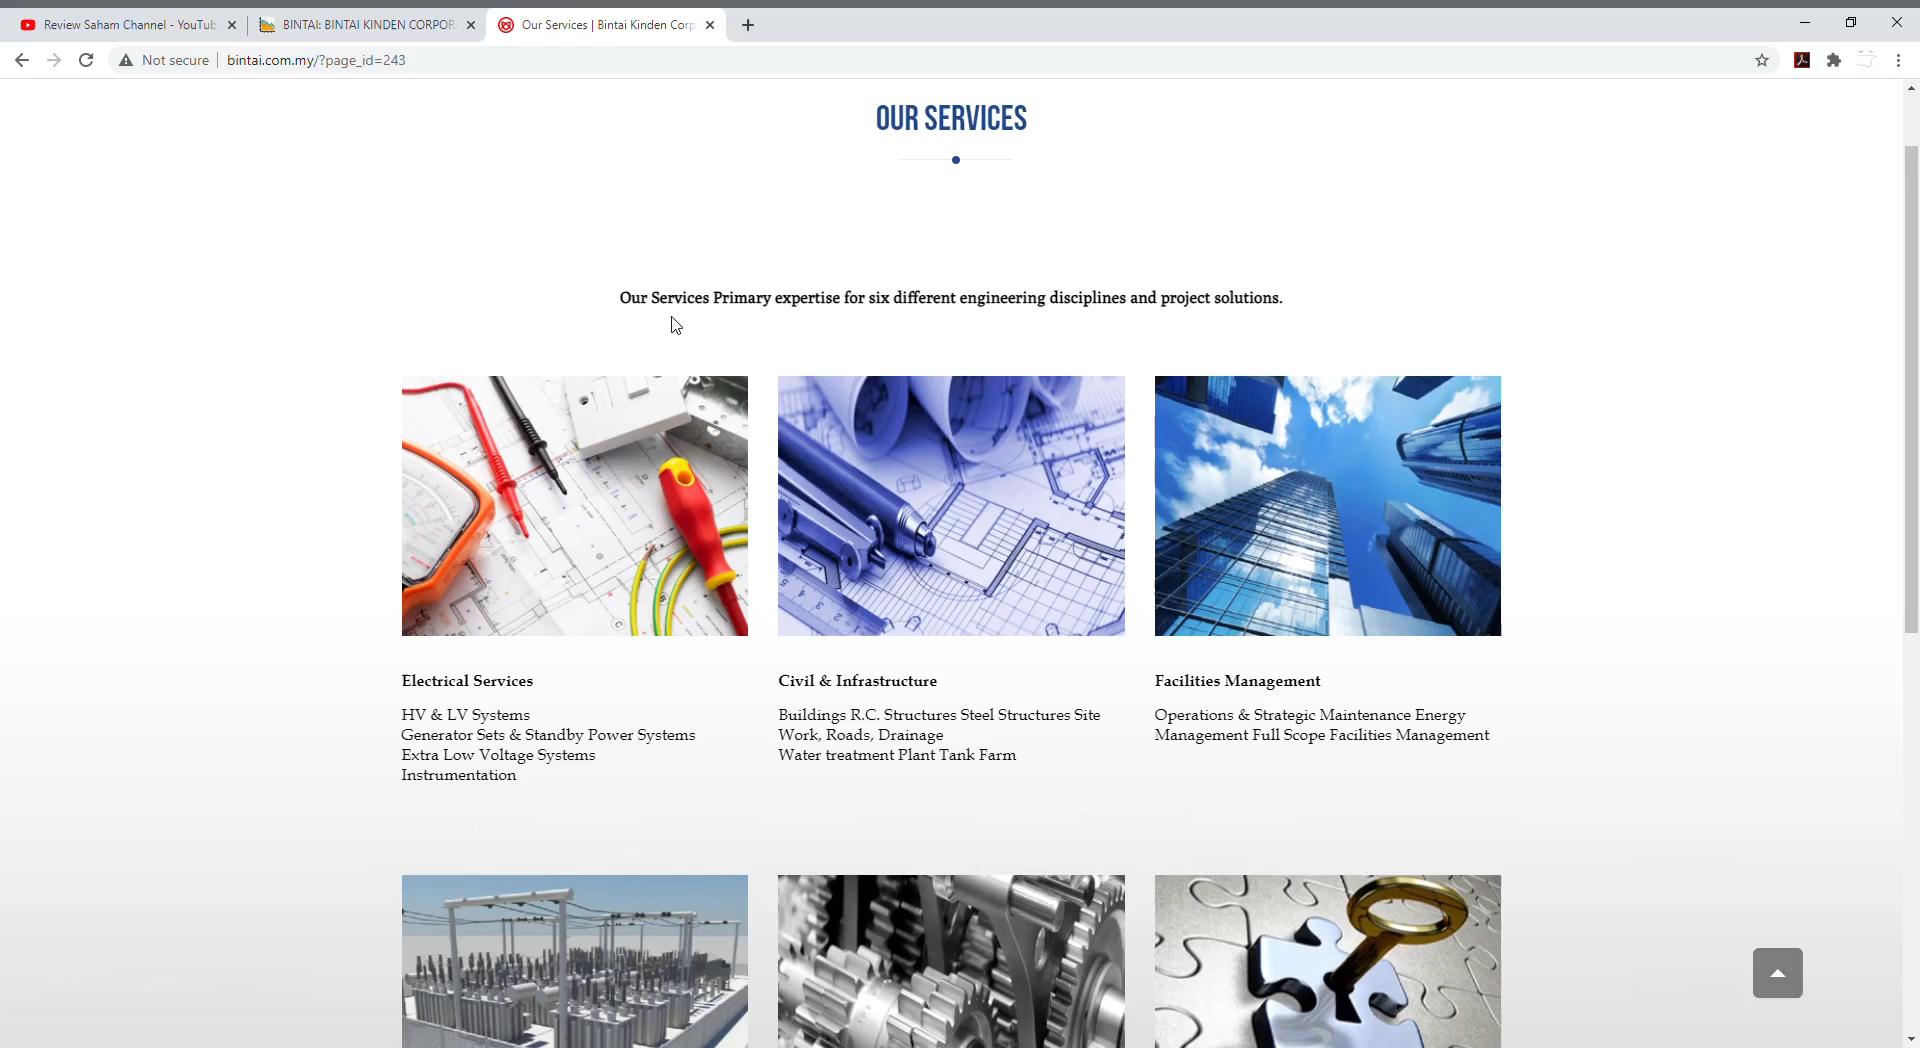 Review Saham Channel - YouTub
BINTAI: BINTAI KINDEN CORPOR
Our Services | Bintai Kinden Corp
Not secure
bintai.com.my/?page_id=243
OUR SERVICES
Our Services Primary expertise for six different engineering disciplines and project solutions.
Electrical Services
HV & LV Systems
Generator Sets & Standby Power Systems
Extra Low Voltage Systems
Instrumentation
Civil & Infrastructure
Buildings R.C. Structures Steel Structures Site
Work, Roads, Drainage
Water treatment Plant Tank Farm
Facilities Management
Operations & Strategic Maintenance Energy
Management Full Scope Facilities Management